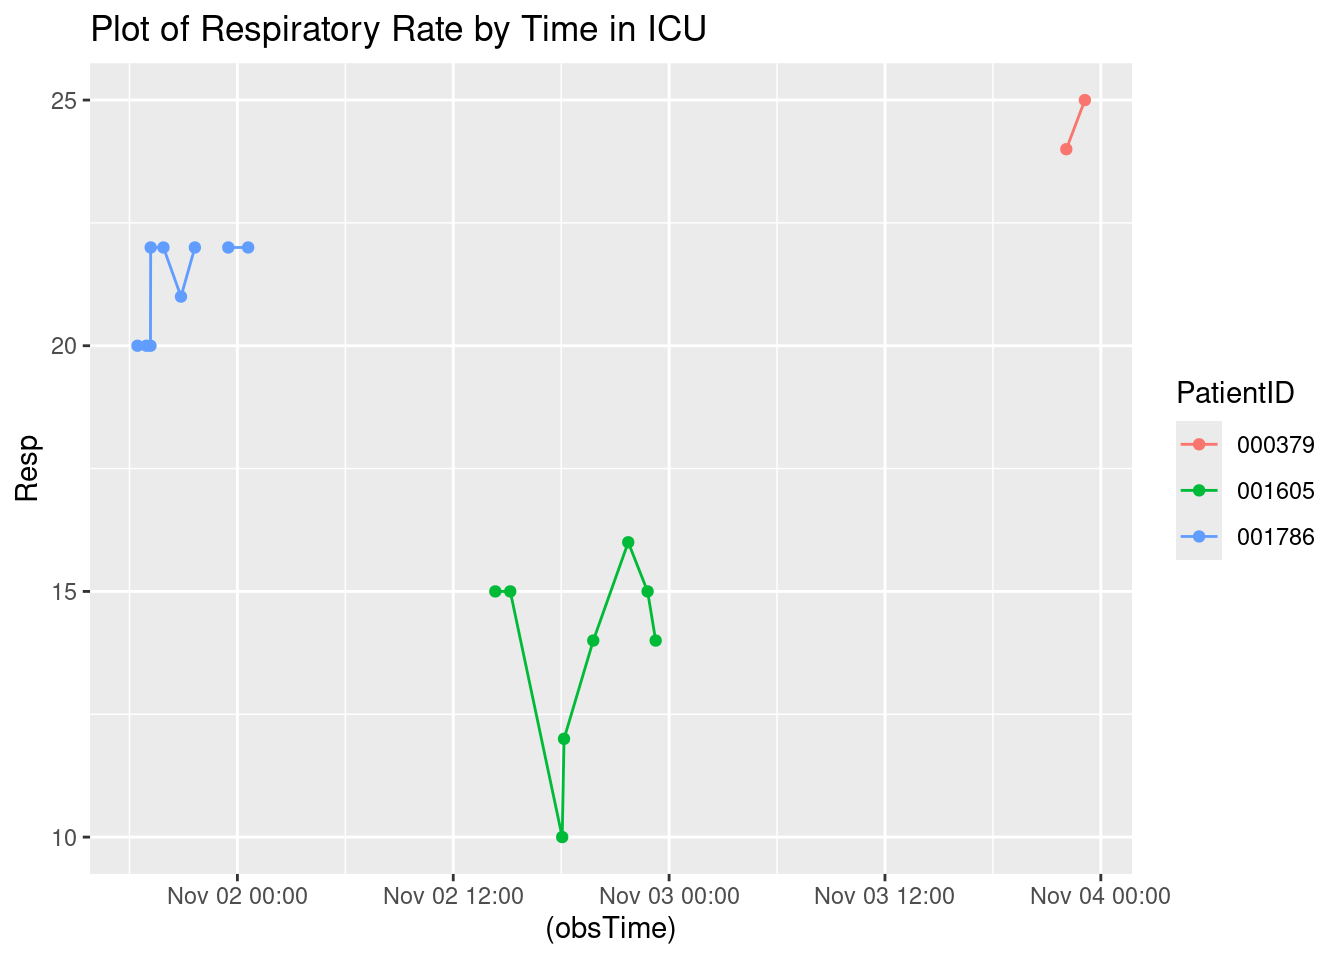 Plot of Respiratory Rate by Time in ICU
25
20
15
10
Resp
Nov 02 00:00 Nov 02 12:00 Nov 03 00:00 Nov 03 12:00 Nov 04 00:00
(obsTime)
PatientID
000379
001605
001786